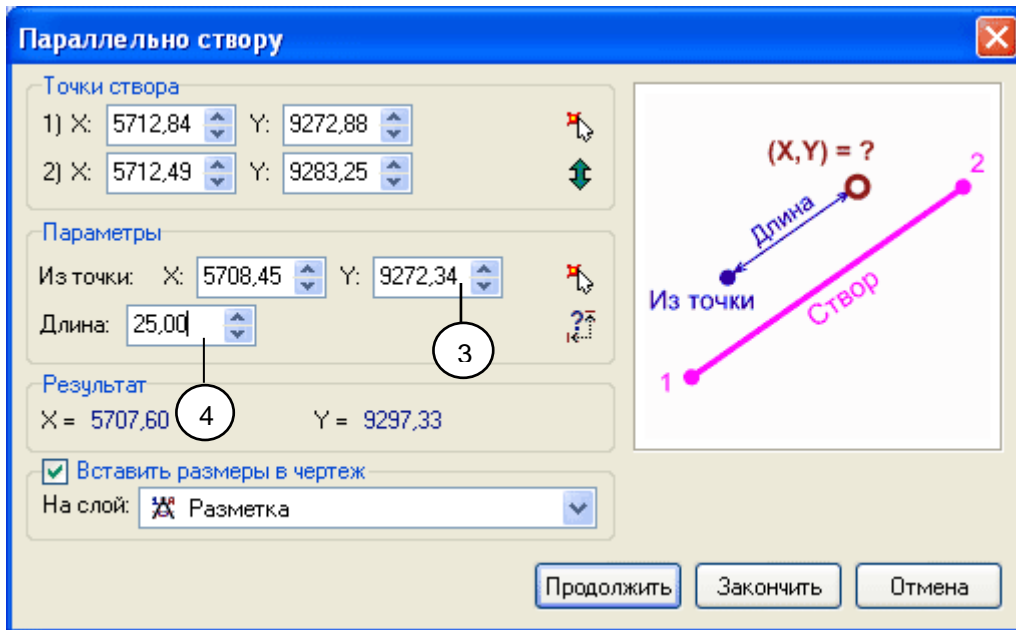 Параллельно створу
Точки створа
1) X: 5712,84 Y: 9272,88
2) X: 5712,49 Y: 9283,25
Параметры
Из точки: X: 5708,45 Y: 9272,34
Длина: 25,00
3
4
Результат
X = 5707,60 Y = 9297,33
Вставить размеры в чертеж
На слой: Разметка
(X,Y) = ?
2
Длина
Из точки
Створ
1
Продолжить Закончить Отмена